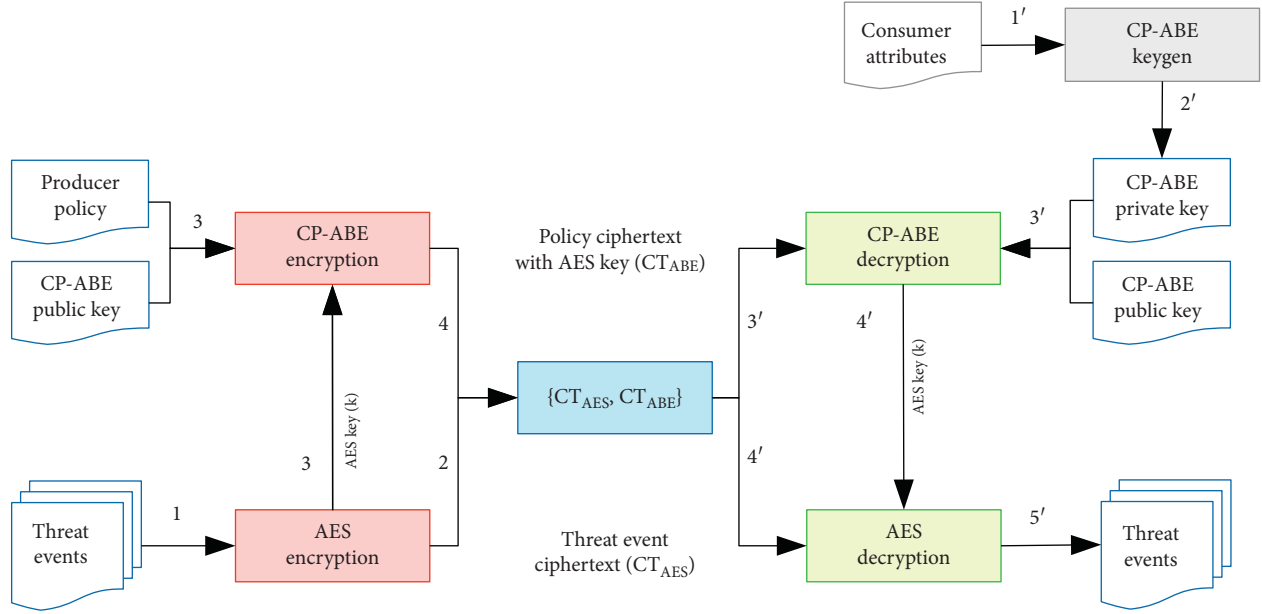 Consumer
attributes
1′
CP-ABE
keygen
2′
Producer
policy
CP-ABE
public key
3
CP-ABE
encryption
Policy ciphertext
with AES key (CT_ABE)
CP-ABE
decryption
3′
CP-ABE
private key
CP-ABE
public key
4
3′
4′
AES key (k)
AES key (k)
{CT_AES, CT_ABE}
3
2
4′
Threat
events
1
AES
encryption
Threat event
ciphertext (CT_AES)
AES
decryption
5′
Threat
events